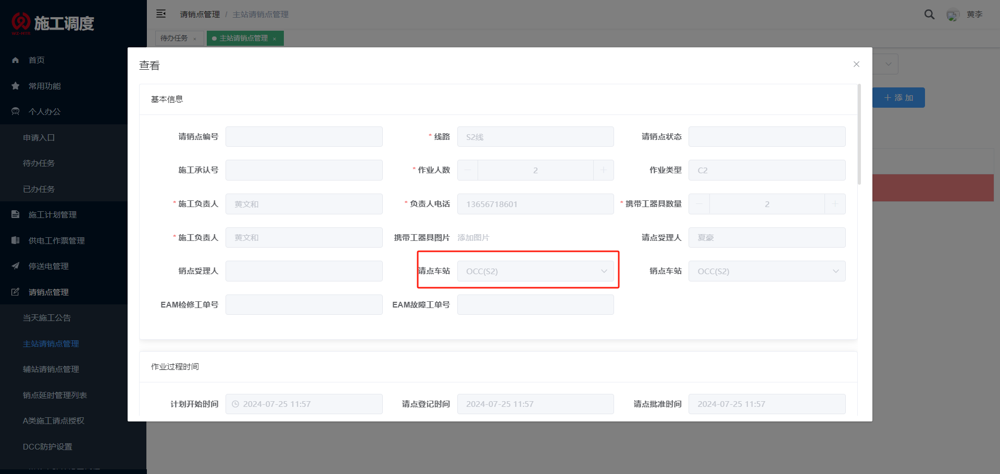 WZ-MTR
施工调度
首页
常用功能
个人办公
申请入口
待办任务
已办任务
施工计划管理
供电工作票管理
停送电管理
请销点管理
当天施工公告
主站请销点管理
辅站请销点管理
销点延时管理列表
A类施工请点授权
DCC防护设置
请销点管理 / 主站请销点管理
黄李
待办任务 ×
主站请销点管理 ×
添 加
查看
基本信息
请销点编号
* 线路 S2线
请销点状态
施工承认号
* 作业人数 2
作业类型 C2
* 施工负责人 黄文和
* 负责人电话 13656718601
* 携带工器具数量 2
* 施工负责人 黄文和
携带工器具图片 添加图片
请点受理人 夏豪
销点受理人
请点车站 OCC(S2)
销点车站 OCC(S2)
EAM检修工单号
EAM故障工单号
作业过程时间
计划开始时间 2024-07-25 11:57
请点登记时间 2024-07-25 11:57
请点批准时间 2024-07-25 11:57